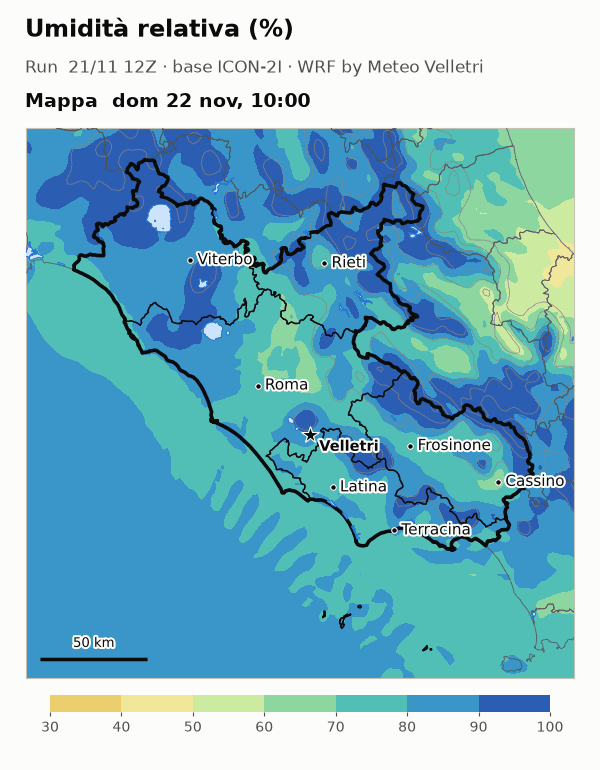 Umidità relativa (%)
Run  21/11 12Z · base ICON-2I · WRF by Meteo Velletri
Mappa  dom 22 nov, 10:00
Viterbo
Rieti
Roma
Velletri
Frosinone
Latina
Cassino
Terracina
50 km
30 40 50 60 70 80 90 100